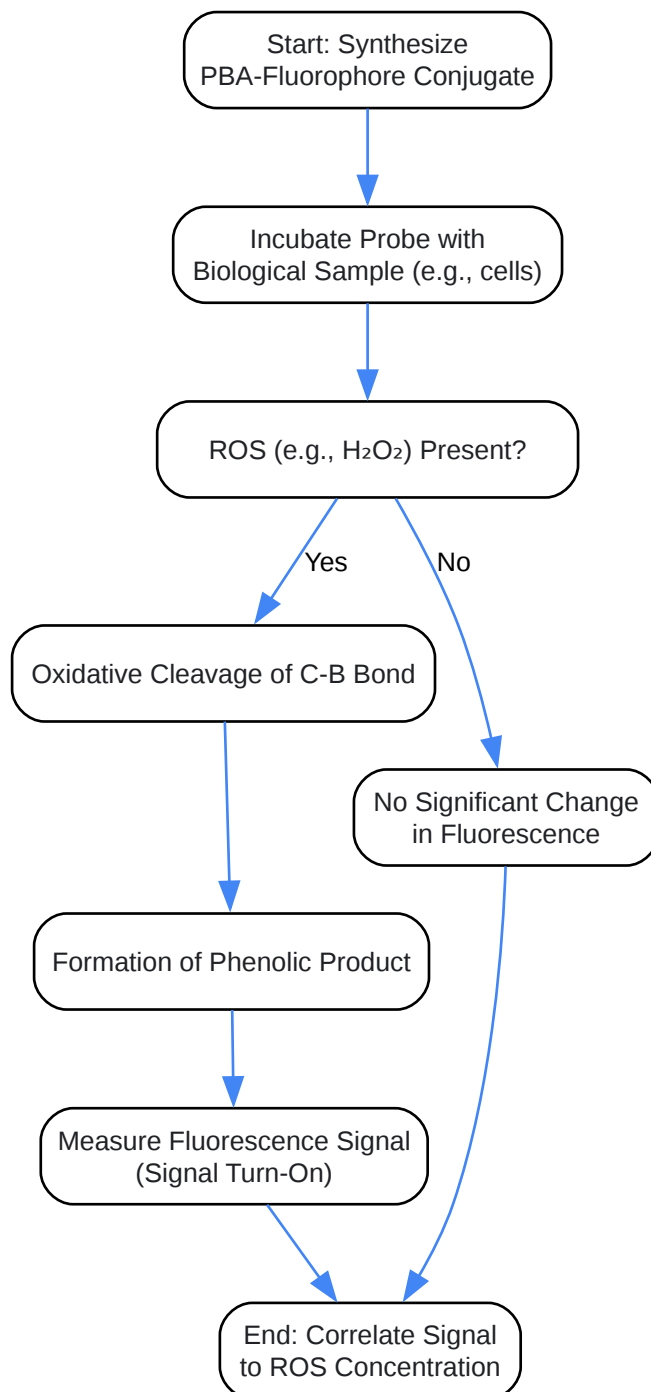 Start: Synthesize
PBA-Fluorophore Conjugate
Incubate Probe with
Biological Sample (e.g., cells)
ROS (e.g., H₂O₂) Present?
Yes
No
Oxidative Cleavage of C-B Bond
No Significant Change
in Fluorescence
Formation of Phenolic Product
Measure Fluorescence Signal
(Signal Turn-On)
End: Correlate Signal
to ROS Concentration